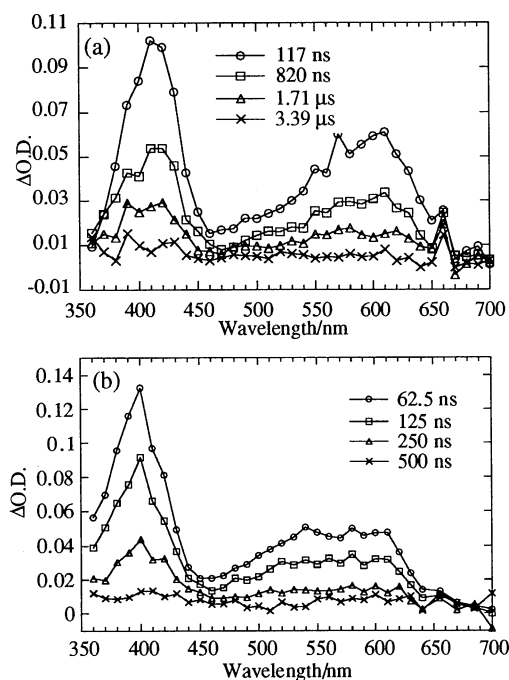 (a)
117 ns
820 ns
1.71 μs
3.39 μs
0.11
0.09
0.07
0.05
0.03
0.01
-0.01
ΔO.D.
350 400 450 500 550 600 650 700
Wavelength/nm
(b)
62.5 ns
125 ns
250 ns
500 ns
0.14
0.12
0.1
0.08
0.06
0.04
0.02
0
ΔO.D.
350 400 450 500 550 600 650 700
Wavelength/nm